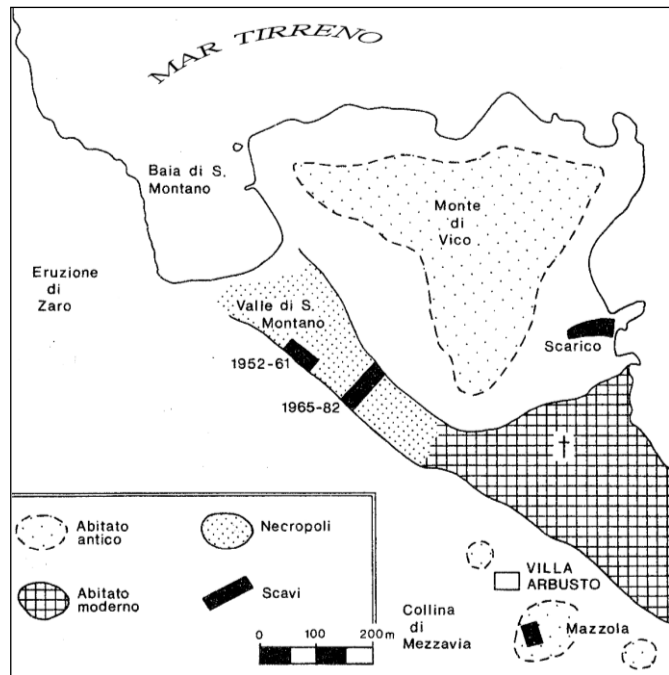 MAR TIRRENO
Baia di S.
Montano
Monte
di
Vico
Eruzione
di
Zaro
Valle di S.
Montano
Scarico
1952-61
1965-82
Abitato
antico
Necropoli
Abitato
moderno
Scavi
0 100 200 m
VILLA
ARBUSTO
Collina
di
Mezzavia
Mazzola